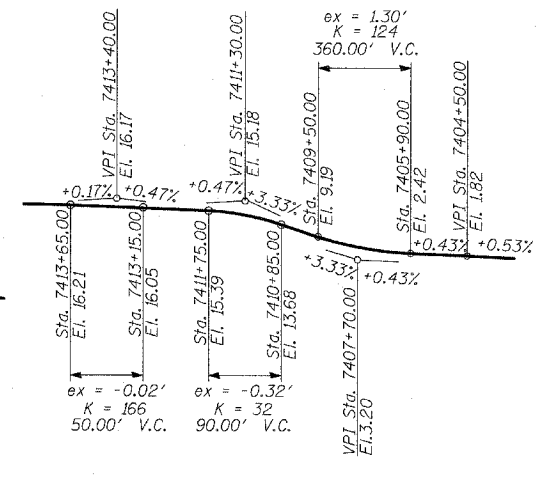 ex = 1.30'
K = 124
360.00' V.C.
VPI Sta. 7413+40.00
El. 16.17
VPI Sta. 7411+30.00
El. 15.18
Sta. 7409+50.00
El. 9.19
Sta. 7405+90.00
El. 2.42
VPI Sta. 7404+50.00
El. 1.82
+0.17%
+0.47%
+0.47%
+3.33%
+3.33%
+0.43%
+0.43%
+0.53%
Sta. 7413+65.00
El. 16.21
Sta. 7413+15.00
El. 16.05
Sta. 7411+75.00
El. 15.39
Sta. 7410+85.00
El. 13.68
VPI Sta. 7407+70.00
El.3.20
ex = -0.02'
K = 166
50.00' V.C.
ex = -0.32'
K = 32
90.00' V.C.